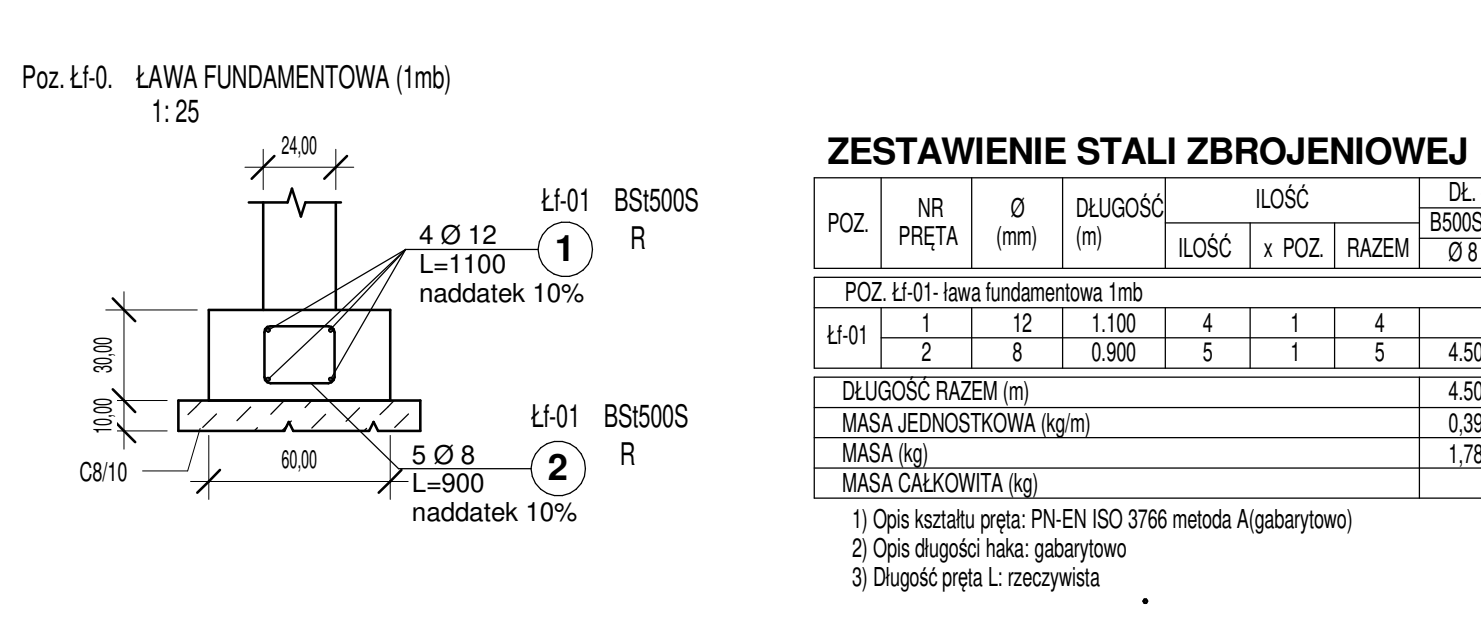 Poz. Łf-0. ŁAWA FUNDAMENTOWA (1mb)
1: 25
24,00
30,00
10,00
60,00
C8/10
Łf-01 BSt500S
4 Ø 12
1
R
L=1100
naddatek 10%
Łf-01 BSt500S
5 Ø 8
2
R
L=900
naddatek 10%
ZESTAWIENIE STALI ZBROJENIOWEJ
POZ. NR PRĘTA Ø (mm) DŁUGOŚĆ (m) ILOŚĆ DŁ.
B500S
ILOŚĆ x POZ. RAZEM Ø 8
POZ. Łf-01- ława fundamentowa 1mb
Łf-01 1 12 1.100 4 1 4
2 8 0.900 5 1 5 4.50
DŁUGOŚĆ RAZEM (m) 4.50
MASA JEDNOSTKOWA (kg/m) 0,39
MASA (kg) 1,78
MASA CAŁKOWITA (kg)
1) Opis kształtu pręta: PN-EN ISO 3766 metoda A(gabarytowo)
2) Opis długości haka: gabarytowo
3) Długość pręta L: rzeczywista